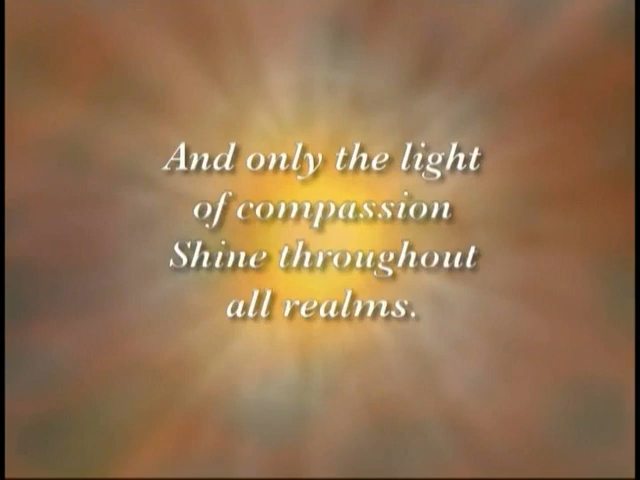 And only the light
of compassion
Shine throughout
all realms.